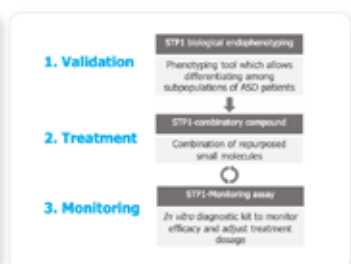 STP1 biological endophenotyping
1. Validation
Phenotyping tool which allows
differentiating among
subpopulations of ASD patients
STP1-combinatory compound
2. Treatment
Combination of repurposed
small molecules
STP1-Monitoring assay
3. Monitoring
In vitro diagnostic kit to monitor
efficacy and adjust treatment
dosage